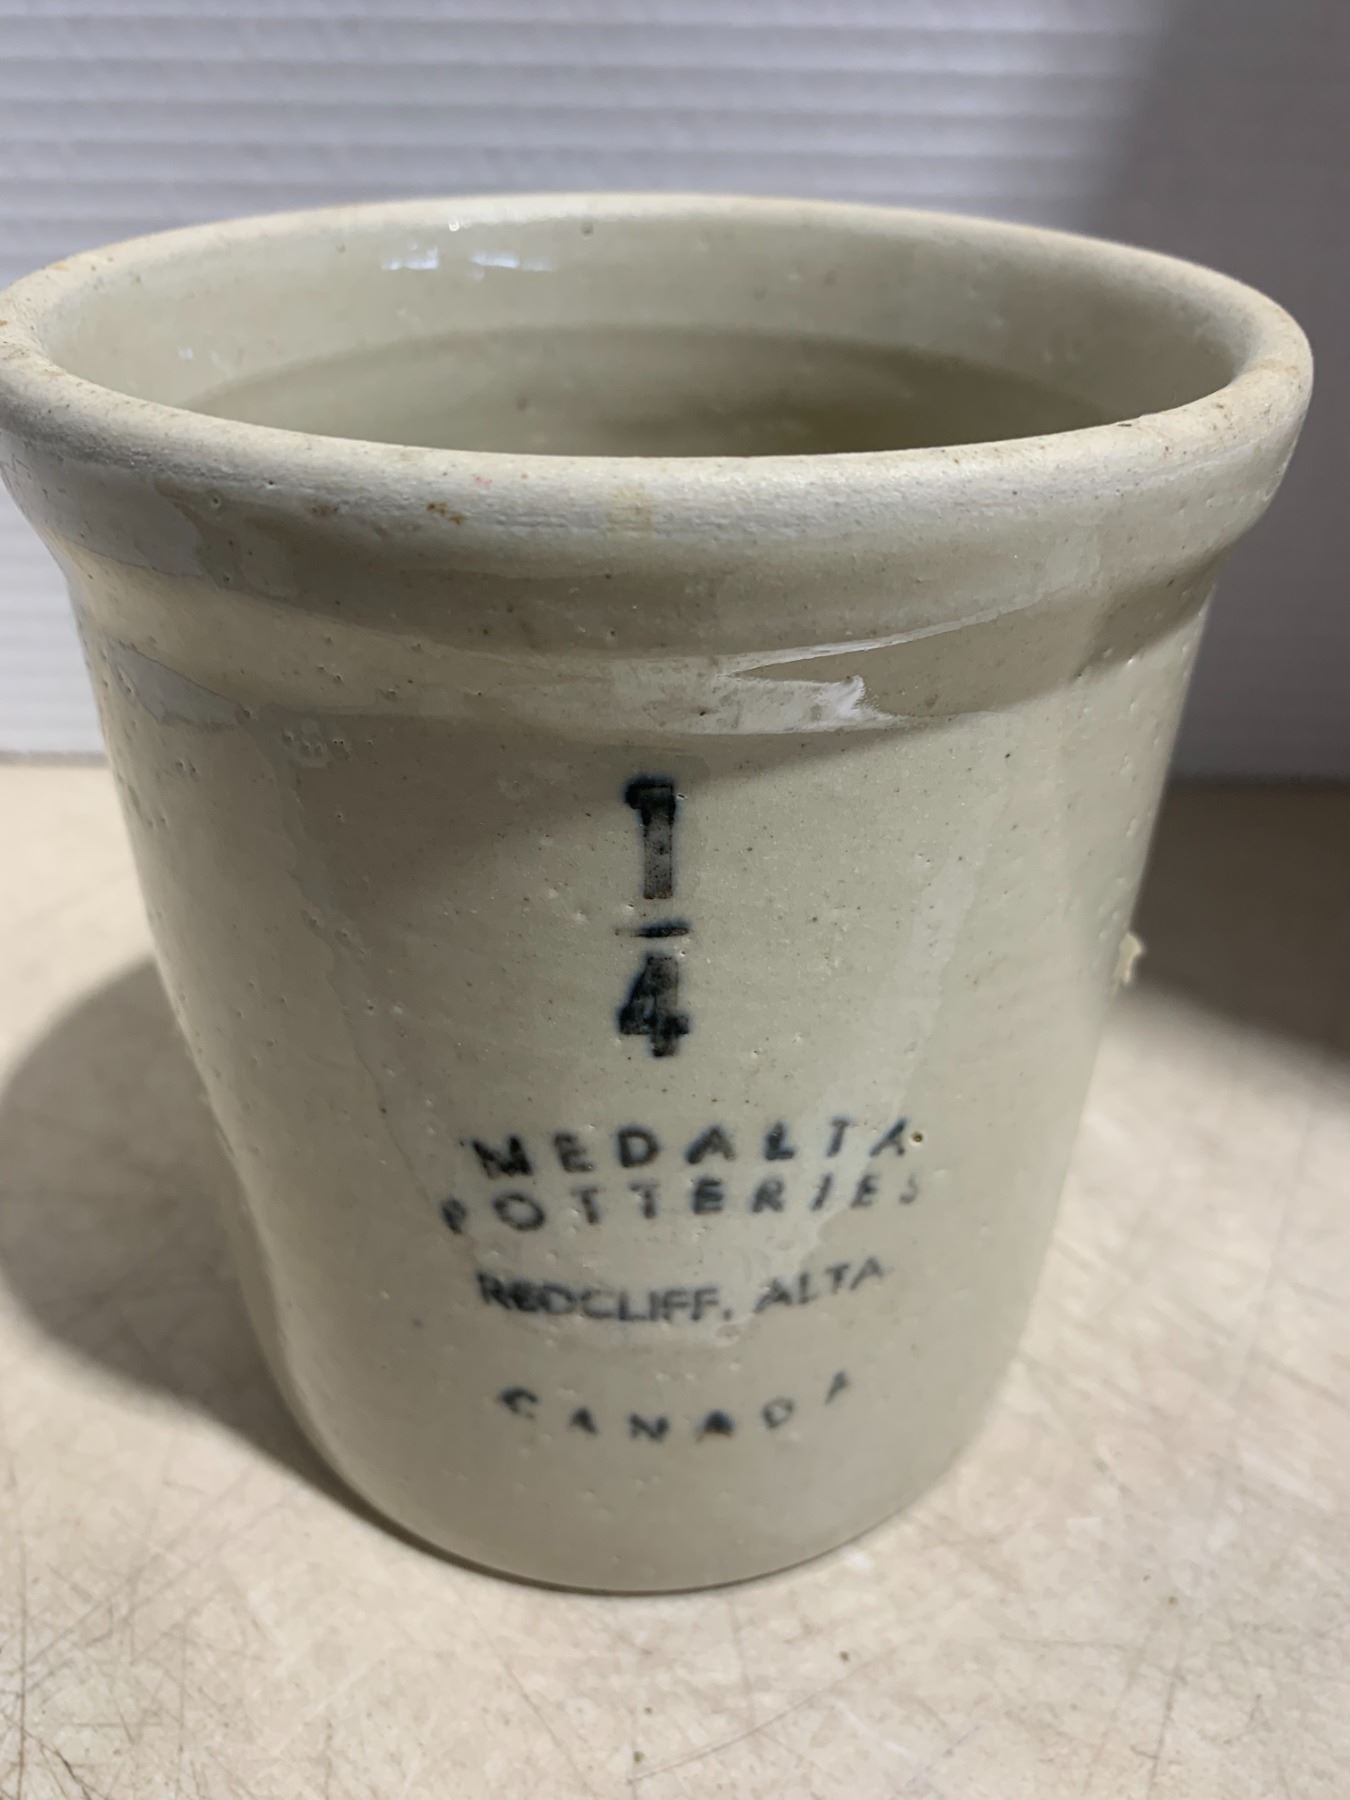 1
4
MEDALTA
POTTERIES
REDCLIFF, ALTA
CANADA